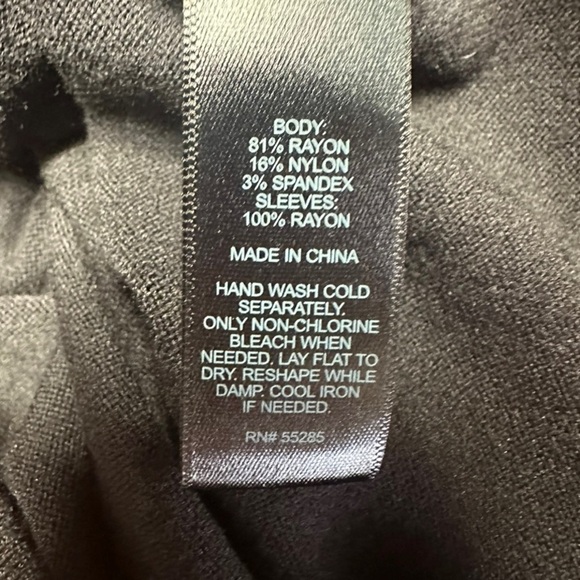 BODY:
81% RAYON
16% NYLON
3% SPANDEX
SLEEVES:
100% RAYON
MADE IN CHINA
HAND WASH COLD
SEPARATELY.
ONLY NON-CHLORINE
BLEACH WHEN
NEEDED. LAY FLAT TO
DRY. RESHAPE WHILE
DAMP. COOL IRON
IF NEEDED.
RN# 55285